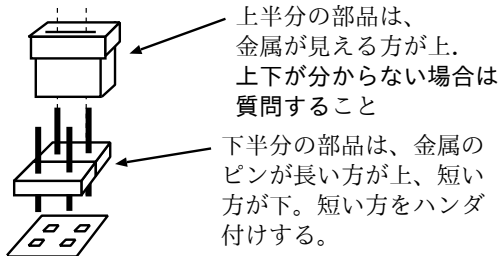 上半分の部品は、
金属が見える方が上.
上下が分からない場合は
質問すること
下半分の部品は、金属の
ピンが長い方が上、短い
方が下。短い方をハンダ
付けする。